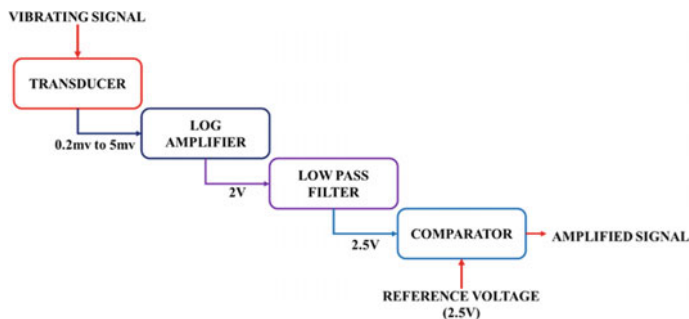 VIBRATING SIGNAL
TRANSDUCER
0.2mv to 5mv
LOG
AMPLIFIER
2V
LOW PASS
FILTER
2.5V
COMPARATOR
AMPLIFIED SIGNAL
REFERENCE VOLTAGE
(2.5V)